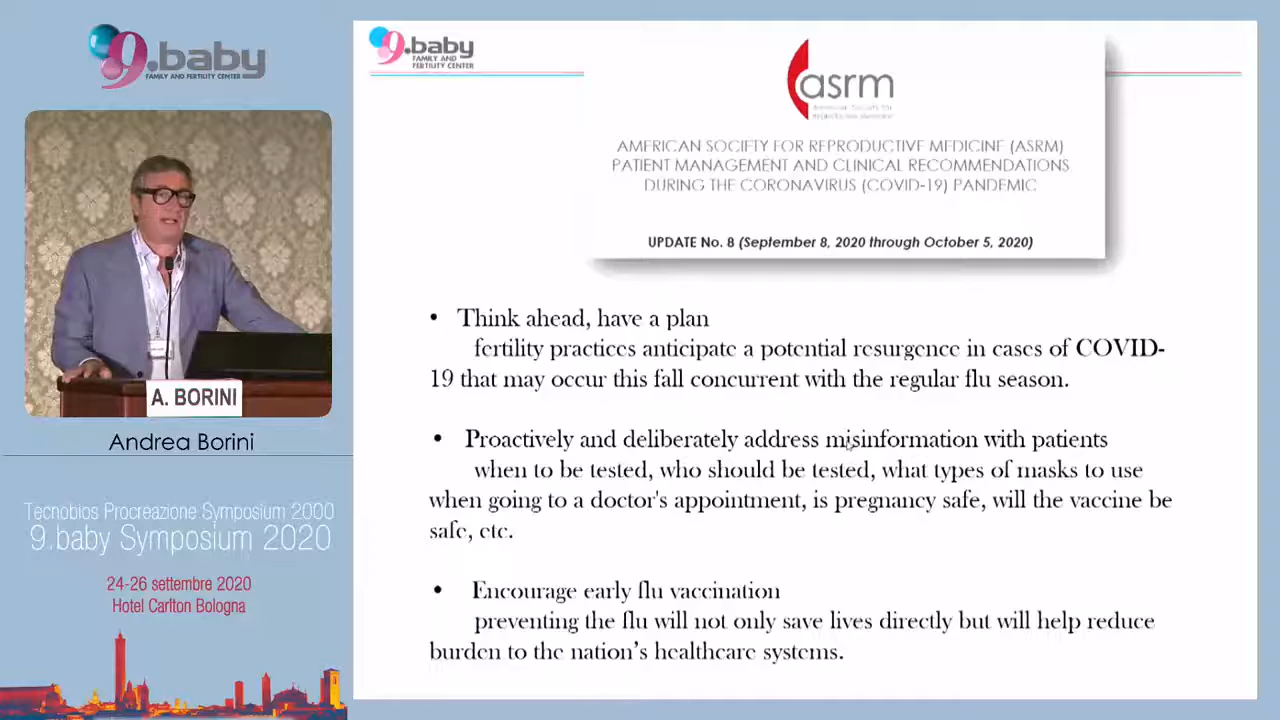 9.baby
FAMILY AND FERTILITY CENTER
A. BORINI
Andrea Borini
Tecnobios Procreazione Symposium 2000
9.baby Symposium 2020
24-26 settembre 2020
Hotel Carlton Bologna
9.baby
FAMILY AND
FERTILITY CENTER
asrm
AMERICAN SOCIETY FOR REPRODUCTIVE MEDICINE (ASRM)
PATIENT MANAGEMENT AND CLINICAL RECOMMENDATIONS
DURING THE CORONAVIRUS (COVID-19) PANDEMIC
UPDATE No. 8 (September 8, 2020 through October 5, 2020)
• Think ahead, have a plan
fertility practices anticipate a potential resurgence in cases of COVID-
19 that may occur this fall concurrent with the regular flu season.
• Proactively and deliberately address misinformation with patients
when to be tested, who should be tested, what types of masks to use
when going to a doctor's appointment, is pregnancy safe, will the vaccine be
safe, etc.
• Encourage early flu vaccination
preventing the flu will not only save lives directly but will help reduce
burden to the nation's healthcare systems.